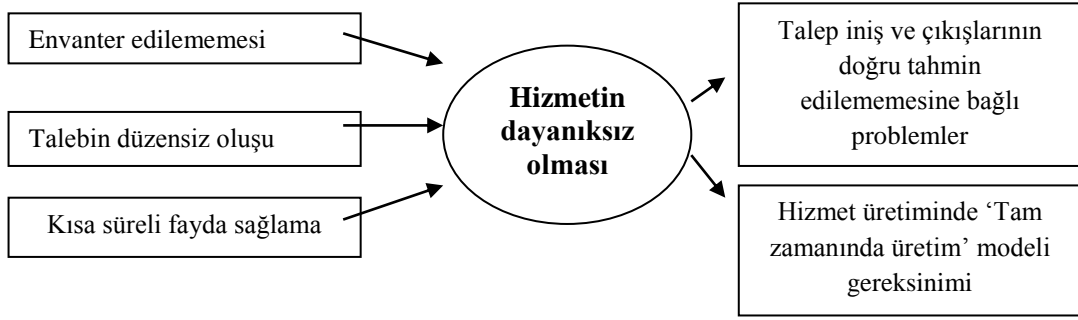 Envanter edilememesi
Talebin düzensiz oluşu
Kısa süreli fayda sağlama
Hizmetin
dayanıksız
olması
Talep iniş ve çıkışlarının
doğru tahmin
edilememesine bağlı
problemler
Hizmet üretiminde ‘Tam
zamanında üretim’ modeli
gereksinimi